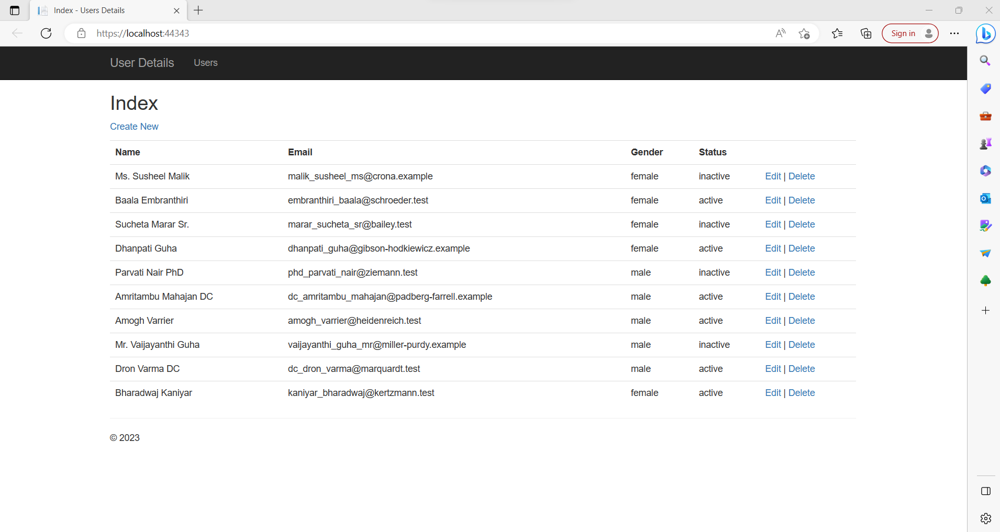 Index - Users Details
https://localhost:44343
Sign in
User Details Users
Index
Create New
Name Email Gender Status
Ms. Susheel Malik malik_susheel_ms@crona.example female inactive Edit | Delete
Baala Embranthiri embranthiri_baala@schroeder.test female active Edit | Delete
Sucheta Marar Sr. marar_sucheta_sr@bailey.test female inactive Edit | Delete
Dhanpati Guha dhanpati_guha@gibson-hodkiewicz.example female active Edit | Delete
Parvati Nair PhD phd_parvati_nair@ziemann.test male inactive Edit | Delete
Amritambu Mahajan DC dc_amritambu_mahajan@padberg-farrell.example male active Edit | Delete
Amogh Varrier amogh_varrier@heidenreich.test male active Edit | Delete
Mr. Vaijayanthi Guha vaijayanthi_guha_mr@miller-purdy.example male inactive Edit | Delete
Dron Varma DC dc_dron_varma@marquardt.test male active Edit | Delete
Bharadwaj Kaniyar kaniyar_bharadwaj@kertzmann.test female active Edit | Delete
© 2023